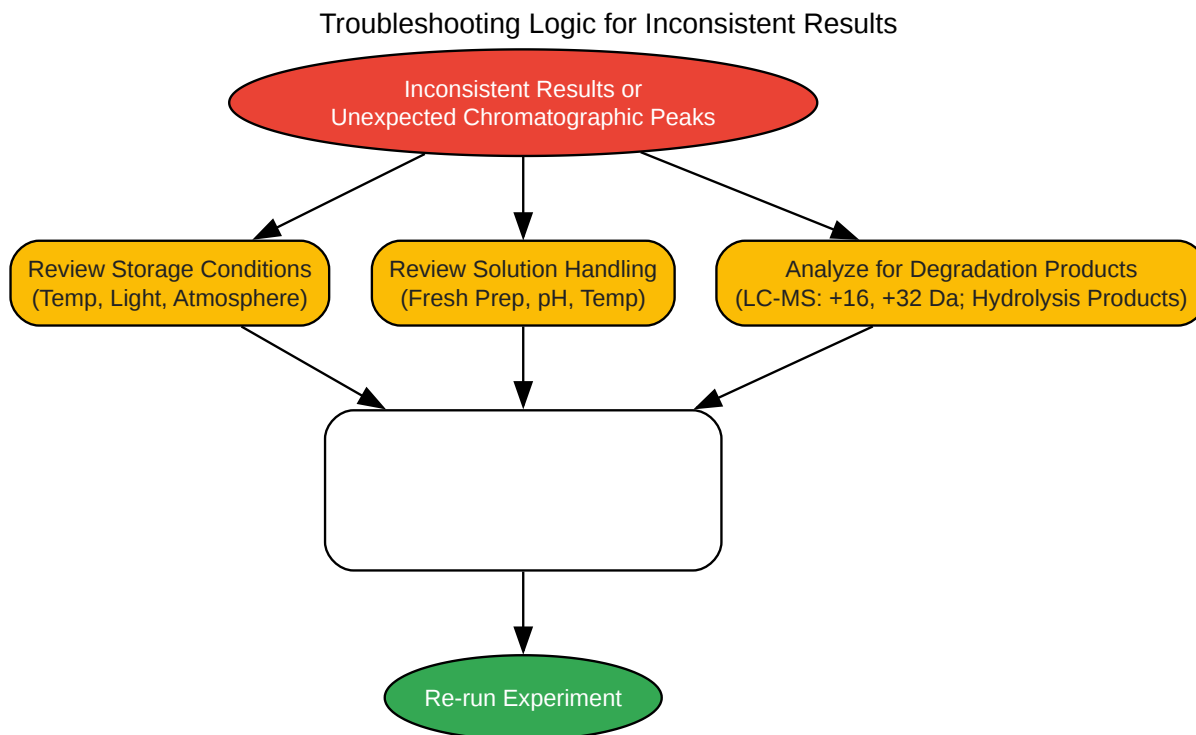 Troubleshooting Logic for Inconsistent Results
Inconsistent Results or
Unexpected Chromatographic Peaks
Review Storage Conditions
(Temp, Light, Atmosphere)
Review Solution Handling
(Fresh Prep, pH, Temp)
Analyze for Degradation Products
(LC-MS: +16, +32 Da; Hydrolysis Products)
Re-run Experiment